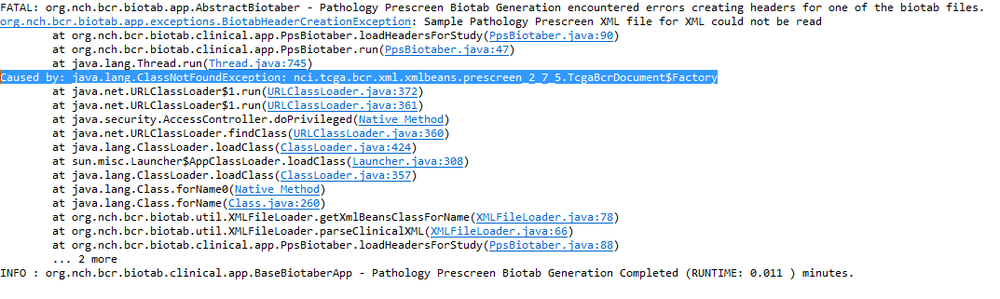 FATAL: org.nch.bcr.biotab.app.AbstractBiotaber - Pathology Prescreen Biotab Generation encountered errors creating headers for one of the biotab files.
org.nch.bcr.biotab.app.exceptions.BiotabHeaderCreationException: Sample Pathology Prescreen XML file for XML could not be read
at org.nch.bcr.biotab.clinical.app.PpsBiotaber.loadHeadersForStudy(PpsBiotaber.java:90)
at org.nch.bcr.biotab.clinical.app.PpsBiotaber.run(PpsBiotaber.java:47)
at java.lang.Thread.run(Thread.java:745)
Caused by: java.lang.ClassNotFoundException: nci.tcga.bcr.xml.xmlbeans.prescreen_2_7_5.TcgaBcrDocument$Factory
at java.net.URLClassLoader$1.run(URLClassLoader.java:372)
at java.net.URLClassLoader$1.run(URLClassLoader.java:361)
at java.security.AccessController.doPrivileged(Native Method)
at java.net.URLClassLoader.findClass(URLClassLoader.java:360)
at java.lang.ClassLoader.loadClass(ClassLoader.java:424)
at sun.misc.Launcher$AppClassLoader.loadClass(Launcher.java:308)
at java.lang.ClassLoader.loadClass(ClassLoader.java:357)
at java.lang.Class.forName0(Native Method)
at java.lang.Class.forName(Class.java:260)
at org.nch.bcr.biotab.util.XMLFileLoader.getXmlBeansClassForName(XMLFileLoader.java:78)
at org.nch.bcr.biotab.util.XMLFileLoader.parseClinicalXML(XMLFileLoader.java:66)
at org.nch.bcr.biotab.clinical.app.PpsBiotaber.loadHeadersForStudy(PpsBiotaber.java:88)
... 2 more
INFO : org.nch.bcr.biotab.clinical.app.BaseBiotaberApp - Pathology Prescreen Biotab Generation Completed (RUNTIME: 0.011 ) minutes.